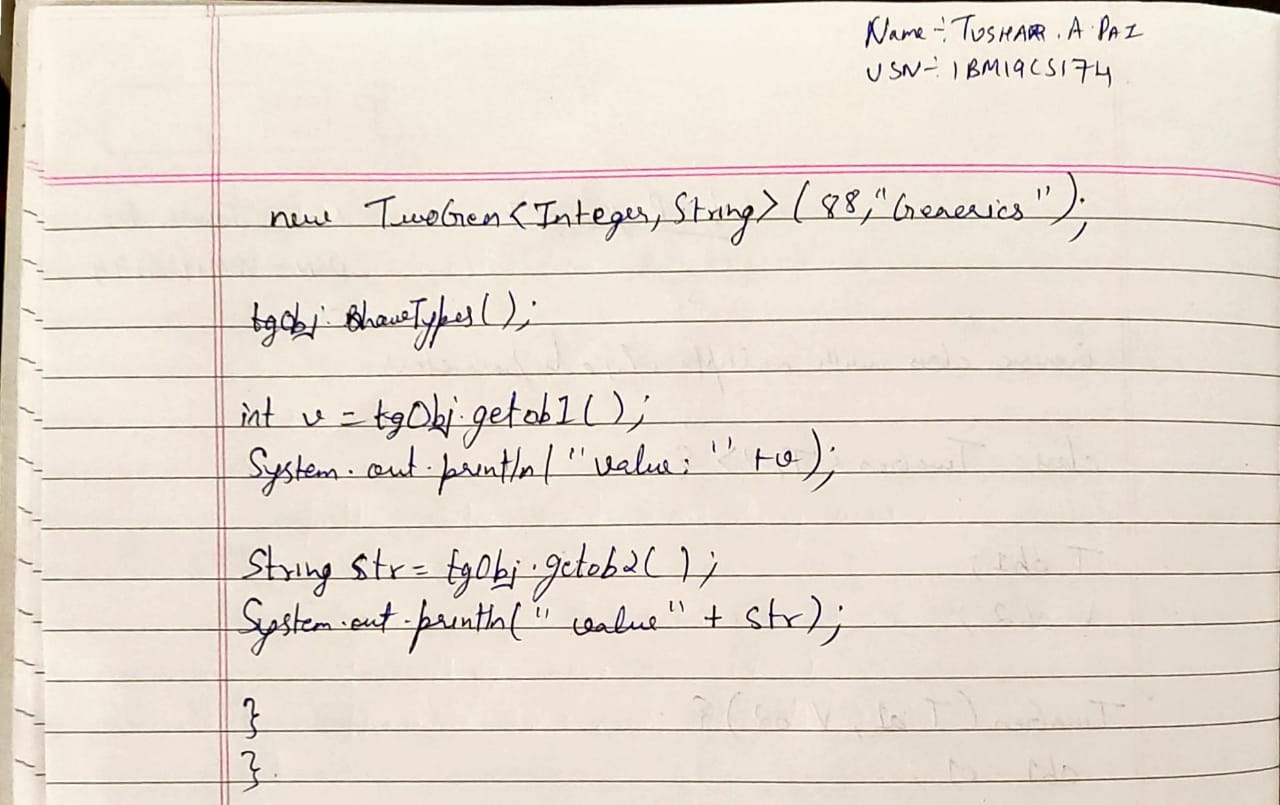 Name :- TUSHAR . A . PAI
USN :- 1BM19CS174
new TwoGen<Integer, String> (88, "Generics");
tgObj. ShowTypes();
int v = tgObj.getob1();
System.out.println("value: " +v);
String str = tgObj.getob2();
System.out.println(" value" + str);
}
}